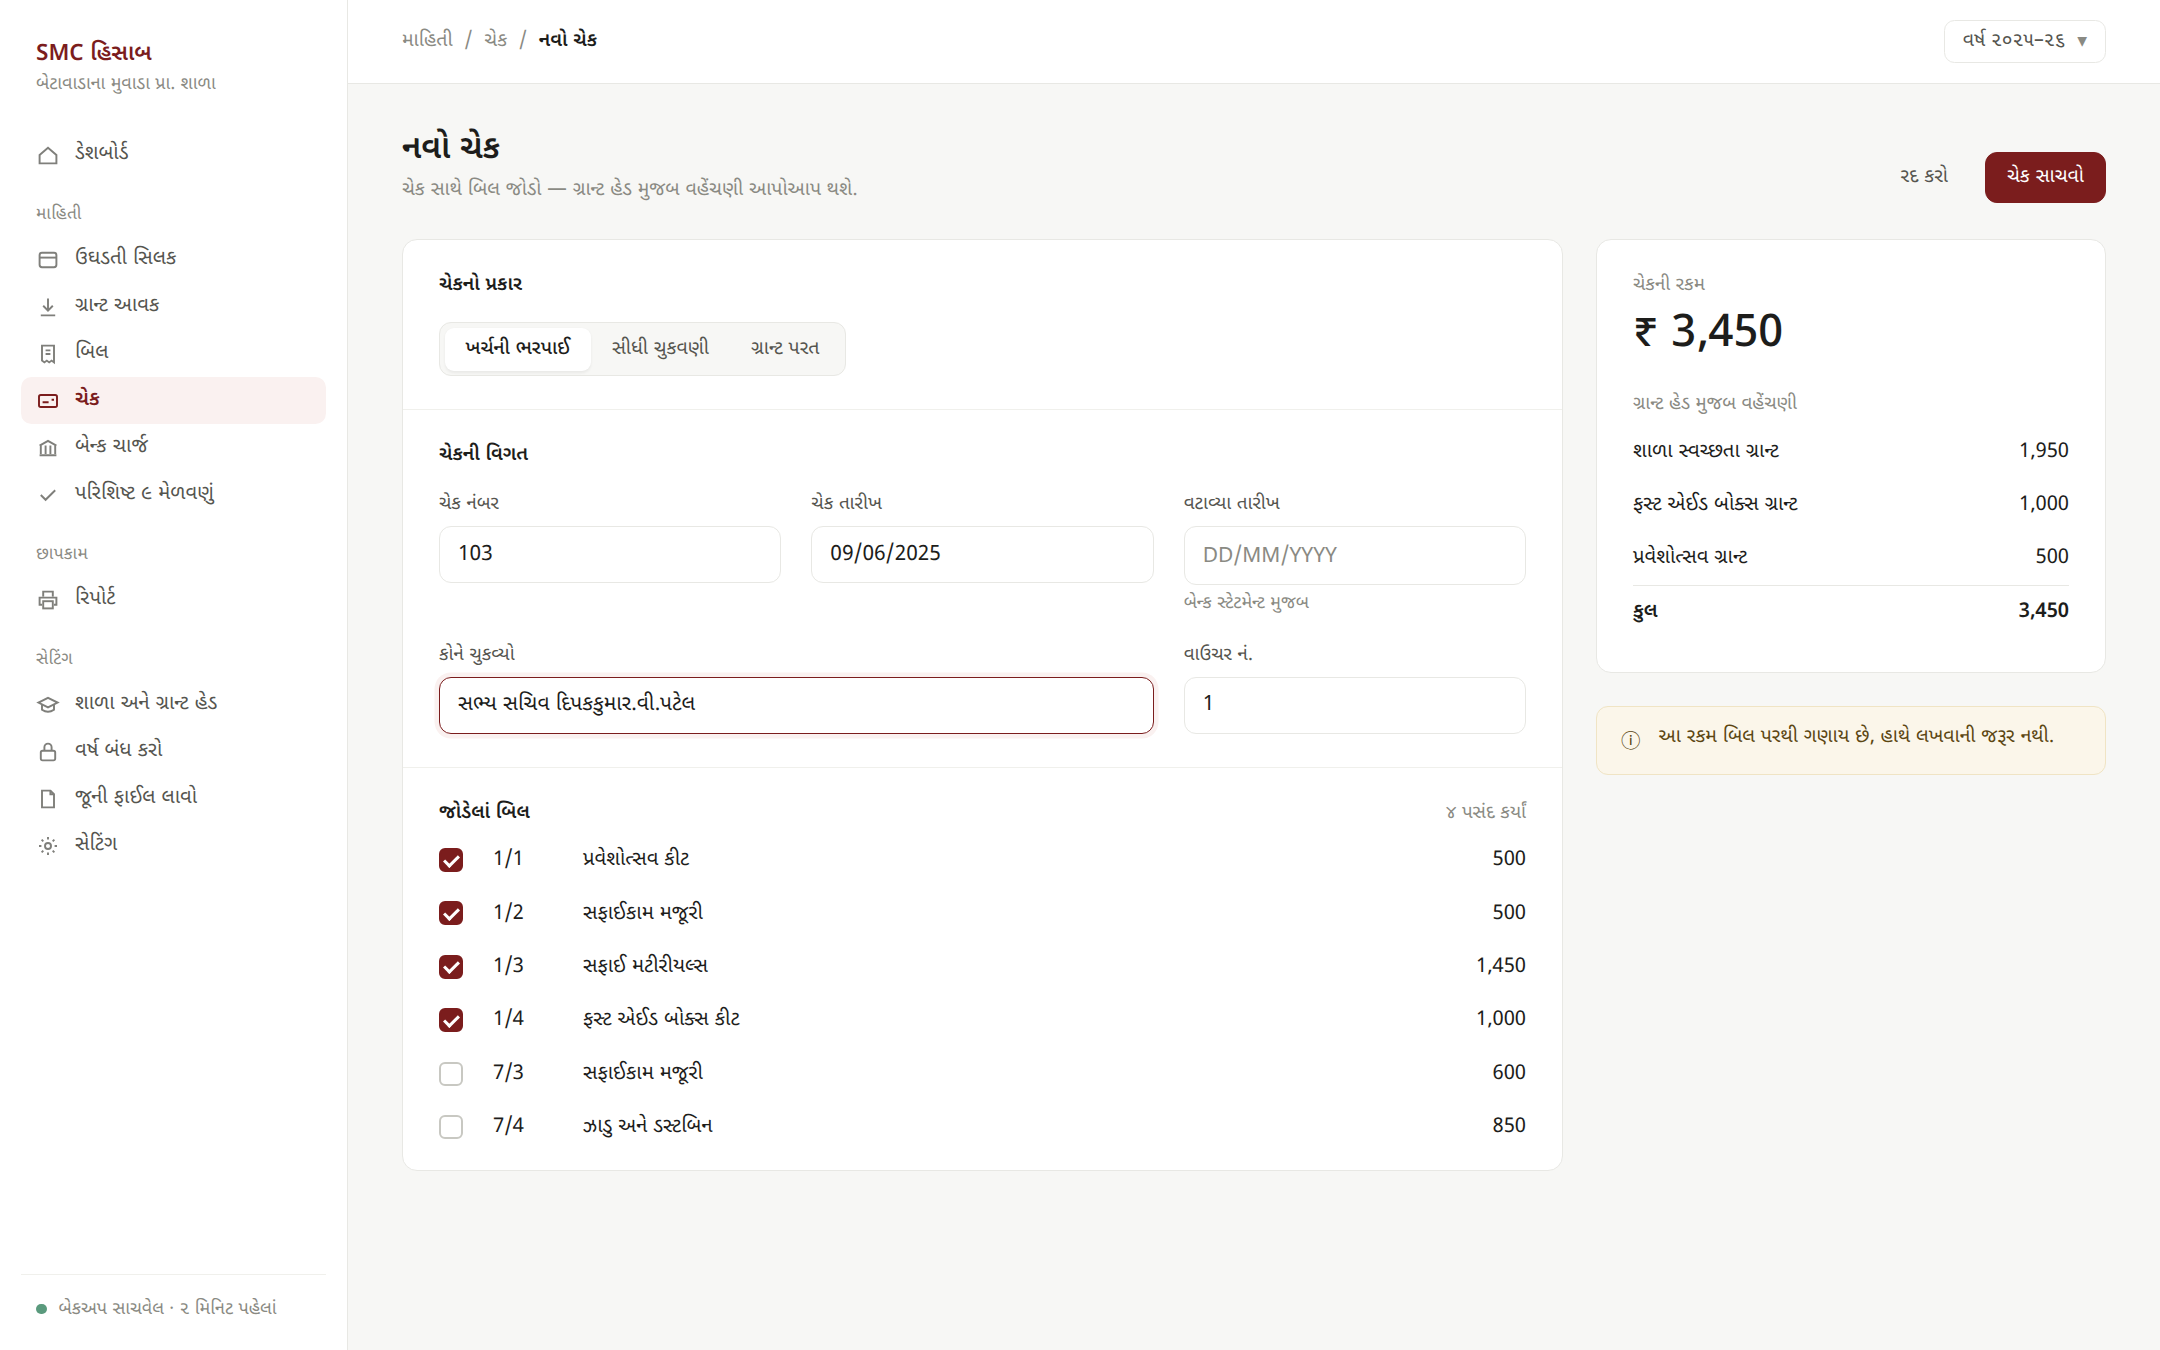 SMC હિસાબ
બેટાવાડાના મુવાડા પ્રા. શાળા
ડેશબોર્ડ
માહિતી
ઉઘડતી સિલક
ગ્રાન્ટ આવક
બિલ
ચેક
બેન્ક ચાર્જ
પરિશિષ્ટ ૯ મેળવણું
છાપકામ
રિપોર્ટ
સેટિંગ
શાળા અને ગ્રાન્ટ હેડ
વર્ષ બંધ કરો
જૂની ફાઈલ લાવો
સેટિંગ
બેકઅપ સાચવેલ · ૨ મિનિટ પહેલાં
માહિતી / ચેક / નવો ચેક
વર્ષ ૨૦૨૫–૨૬ ▼
નવો ચેક
ચેક સાથે બિલ જોડો — ગ્રાન્ટ હેડ મુજબ વહેંચણી આપોઆપ થશે.
રદ કરો
ચેક સાચવો
ચેકનો પ્રકાર
ખર્ચની ભરપાઈ સીધી ચુકવણી ગ્રાન્ટ પરત
ચેકની વિગત
ચેક નંબર ચેક તારીખ વટાવ્યા તારીખ
103 09/06/2025 DD/MM/YYYY
બેન્ક સ્ટેટમેન્ટ મુજબ
કોને ચુકવ્યો વાઉચર નં.
સભ્ય સચિવ દિપકકુમાર.વી.પટેલ 1
જોડેલાં બિલ ૪ પસંદ કર્યાં
1/1 પ્રવેશોત્સવ કીટ 500
1/2 સફાઈકામ મજૂરી 500
1/3 સફાઈ મટીરીયલ્સ 1,450
1/4 ફસ્ટ એઈડ બોક્સ કીટ 1,000
7/3 સફાઈકામ મજૂરી 600
7/4 ઝાડુ અને ડસ્ટબિન 850
ચેકની રકમ
₹ 3,450
ગ્રાન્ટ હેડ મુજબ વહેંચણી
શાળા સ્વચ્છતા ગ્રાન્ટ 1,950
ફસ્ટ એઈડ બોક્સ ગ્રાન્ટ 1,000
પ્રવેશોત્સવ ગ્રાન્ટ 500
કુલ 3,450
આ રકમ બિલ પરથી ગણાય છે, હાથે લખવાની જરૂર નથી.